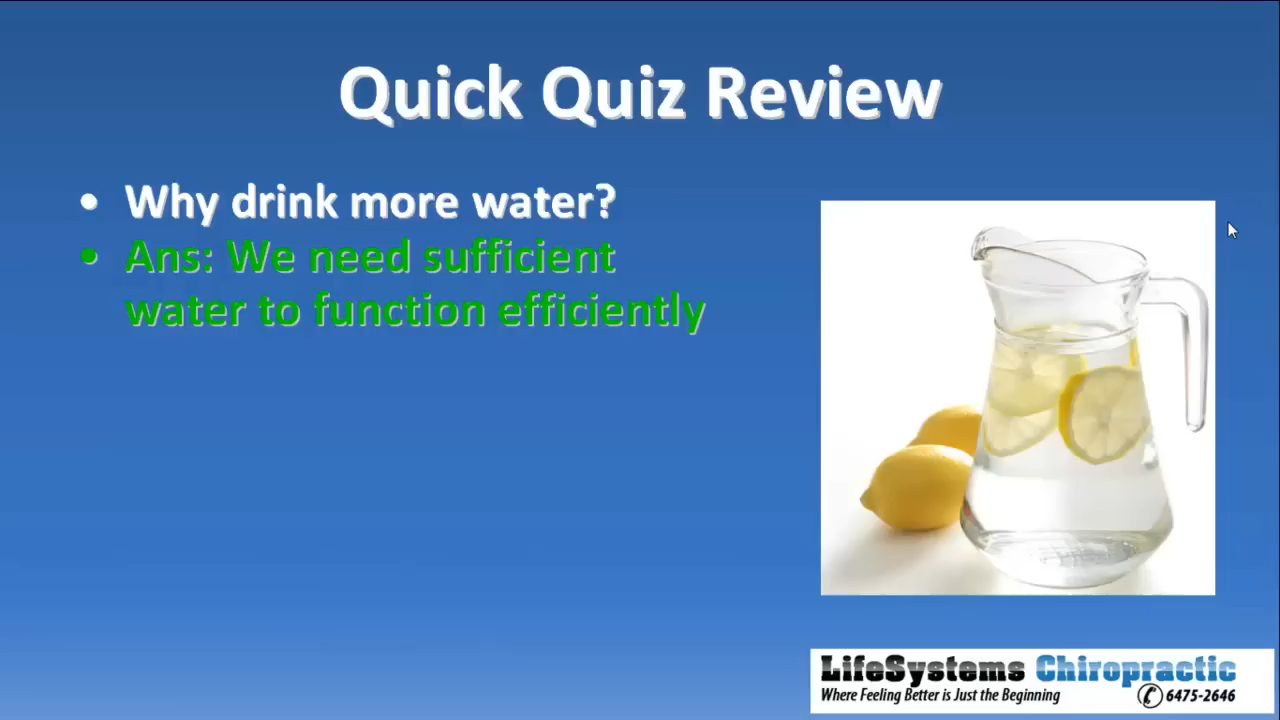 Quick Quiz Review
• Why drink more water?
• Ans: We need sufficient
water to function efficiently
LifeSystems Chiropractic
Where Feeling Better is Just the Beginning
6475-2646